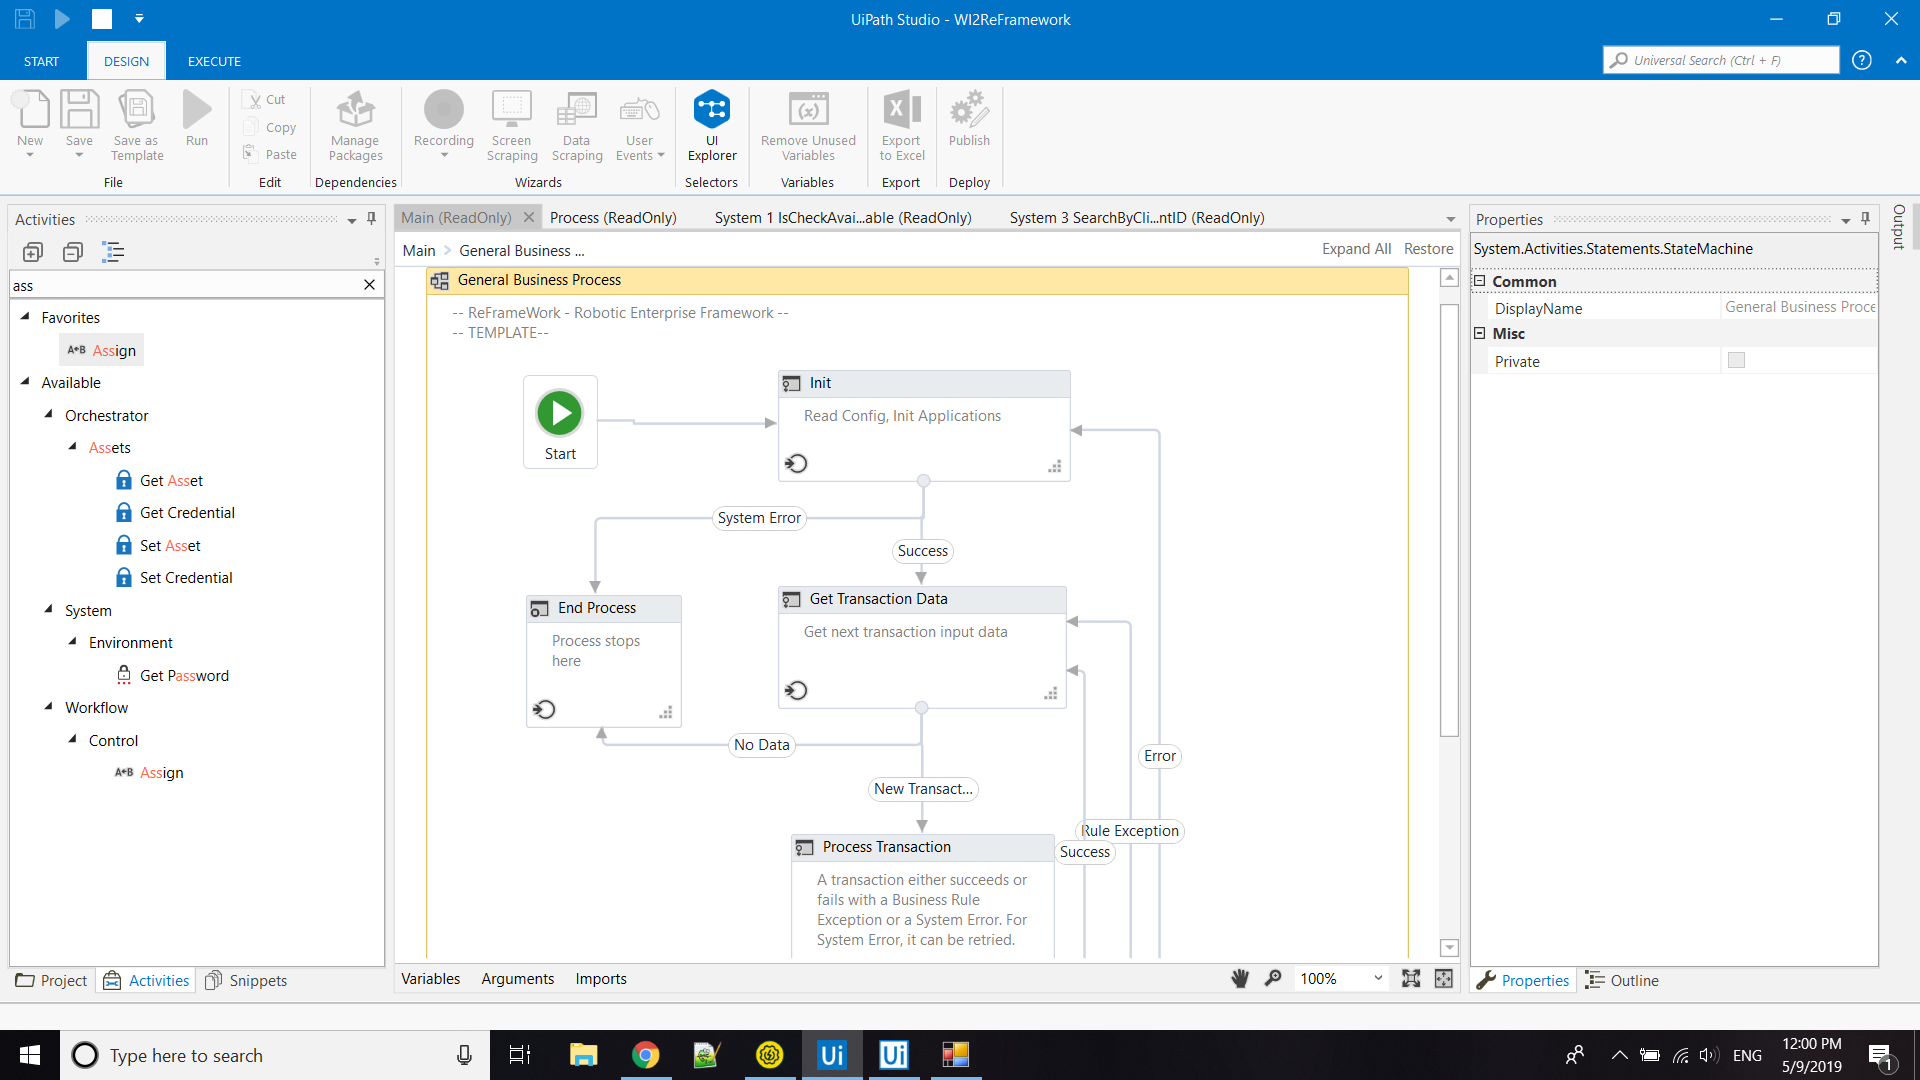 UiPath Studio - WI2ReFramework
START
DESIGN
EXECUTE
Universal Search (Ctrl + F)
New
Save
Save as
Template
Run
File
Cut
Copy
Paste
Edit
Manage
Packages
Dependencies
Recording
Screen
Scraping
Data
Scraping
User
Events
Wizards
UI
Explorer
Selectors
Remove Unused
Variables
Variables
Export
to Excel
Export
Publish
Deploy
Activities
ass
Favorites
A+B Assign
Available
Orchestrator
Assets
Get Asset
Get Credential
Set Asset
Set Credential
System
Environment
Get Password
Workflow
Control
A+B Assign
Project
Activities
Snippets
Main (ReadOnly)
Process (ReadOnly)
System 1 IsCheckAvai...able (ReadOnly)
System 3 SearchByCli...ntID (ReadOnly)
Main > General Business ...
Expand All
Restore
General Business Process
-- ReFrameWork - Robotic Enterprise Framework --
-- TEMPLATE--
Start
Init
Read Config, Init Applications
System Error
Success
End Process
Process stops
here
Get Transaction Data
Get next transaction input data
No Data
New Transact...
Error
Rule Exception
Success
Process Transaction
A transaction either succeeds or
fails with a Business Rule
Exception or a System Error. For
System Error, it can be retried.
Variables
Arguments
Imports
100%
Properties
System.Activities.Statements.StateMachine
Common
DisplayName
General Business Proce
Misc
Private
Properties
Outline
Output
Type here to search
Ui
Ui
ENG
12:00 PM
5/9/2019
1